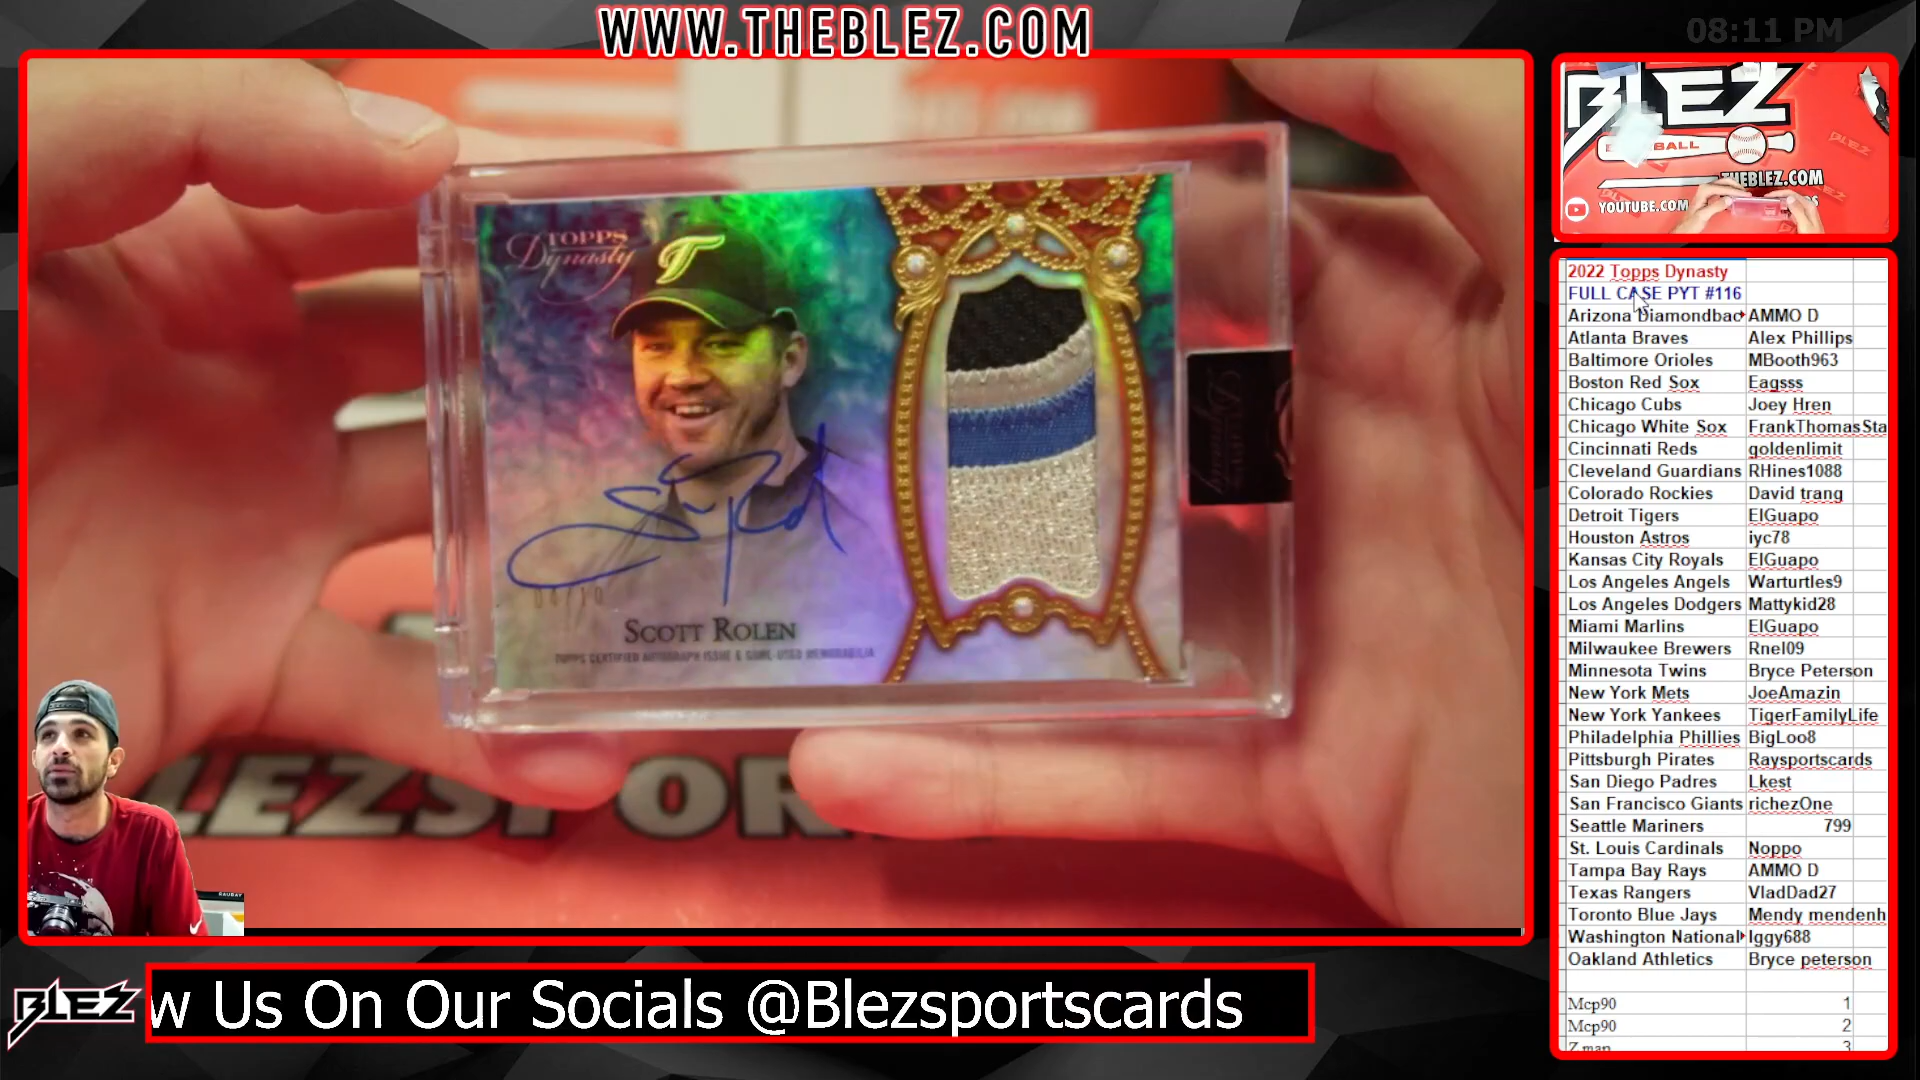 WWW.THEBLEZ.COM
08:11 PM
TOPPS
Dynasty
T
SCOTT ROLEN
TOPPS CERTIFIED AUTOGRAPH ISSUE & GAME-USED MEMORABILIA
BLEZ
BASEBALL
THEBLEZ.COM
YOUTUBE.COM
2022 Topps Dynasty
FULL CASE PYT #116
Arizona Diamondbac AMMO D
Atlanta Braves Alex Phillips
Baltimore Orioles MBooth963
Boston Red Sox Eagsss
Chicago Cubs Joey Hren
Chicago White Sox FrankThomasSta
Cincinnati Reds goldenlimit
Cleveland Guardians RHines1088
Colorado Rockies David trang
Detroit Tigers ElGuapo
Houston Astros iyc78
Kansas City Royals ElGuapo
Los Angeles Angels Warturtles9
Los Angeles Dodgers Mattykid28
Miami Marlins ElGuapo
Milwaukee Brewers Rnel09
Minnesota Twins Bryce Peterson
New York Mets JoeAmazin
New York Yankees TigerFamilyLife
Philadelphia Phillies BigLoo8
Pittsburgh Pirates Raysportscards
San Diego Padres Lkest
San Francisco Giants richezOne
Seattle Mariners 799
St. Louis Cardinals Noppo
Tampa Bay Rays AMMO D
Texas Rangers VladDad27
Toronto Blue Jays Mendy mendenh
Washington National Iggy688
Oakland Athletics Bryce peterson
Mcp90 1
Mcp90 2
Z man 3
BLEZ
w Us On Our Socials @Blezsportscards